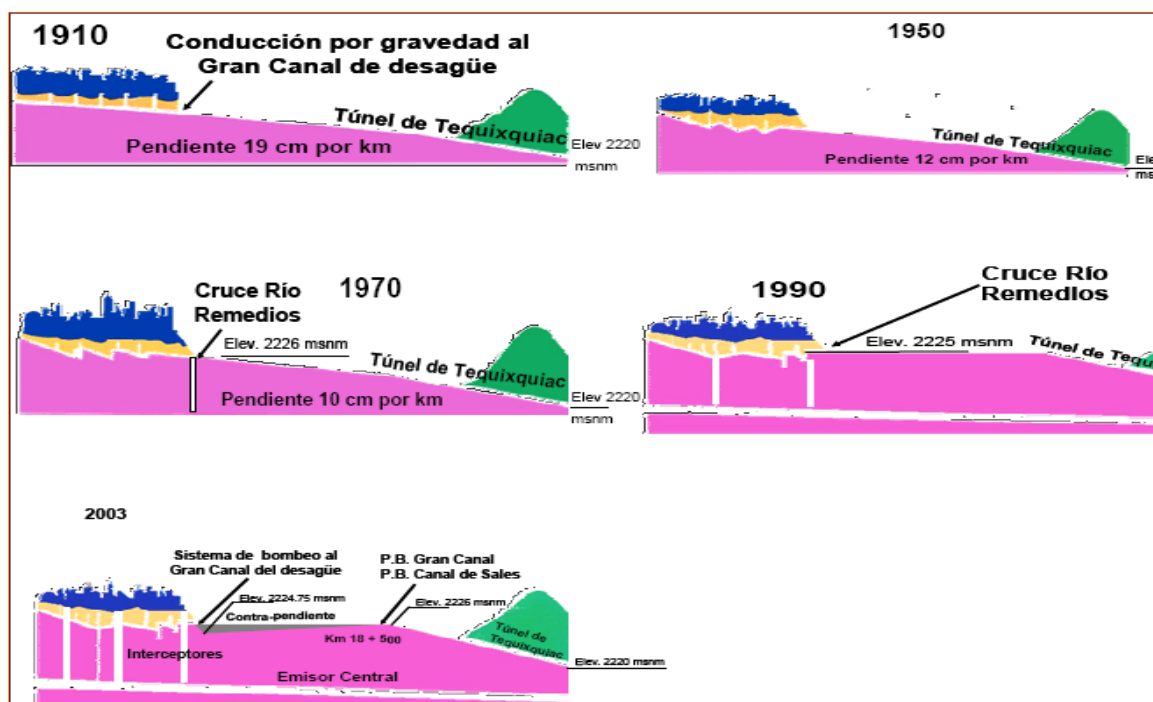 1910
Conducción por gravedad al
Gran Canal de desagüe
Túnel de Tequixquiac
Pendiente 19 cm por km
Elev 2220
msnm
1950
Túnel de Tequixquiac
Pendiente 12 cm por km
1970
Cruce Río
Remedios
Elev. 2226 msnm
Túnel de Tequixquiac
Pendiente 10 cm por km
Elev 2220
msnm
1990
Cruce Río
Remedios
Elev. 2225 msnm
Túnel de
2003
Sistema de bombeo al
Gran Canal del desagüe
Elev. 2224.75 msnm
Contra-pendiente
P.B. Gran Canal
P.B. Canal de Sales
Elev. 2226 msnm
Km 18 + 500
Túnel de
Tequixquiac
Interceptores
Emisor Central
Elev. 2220 msnm